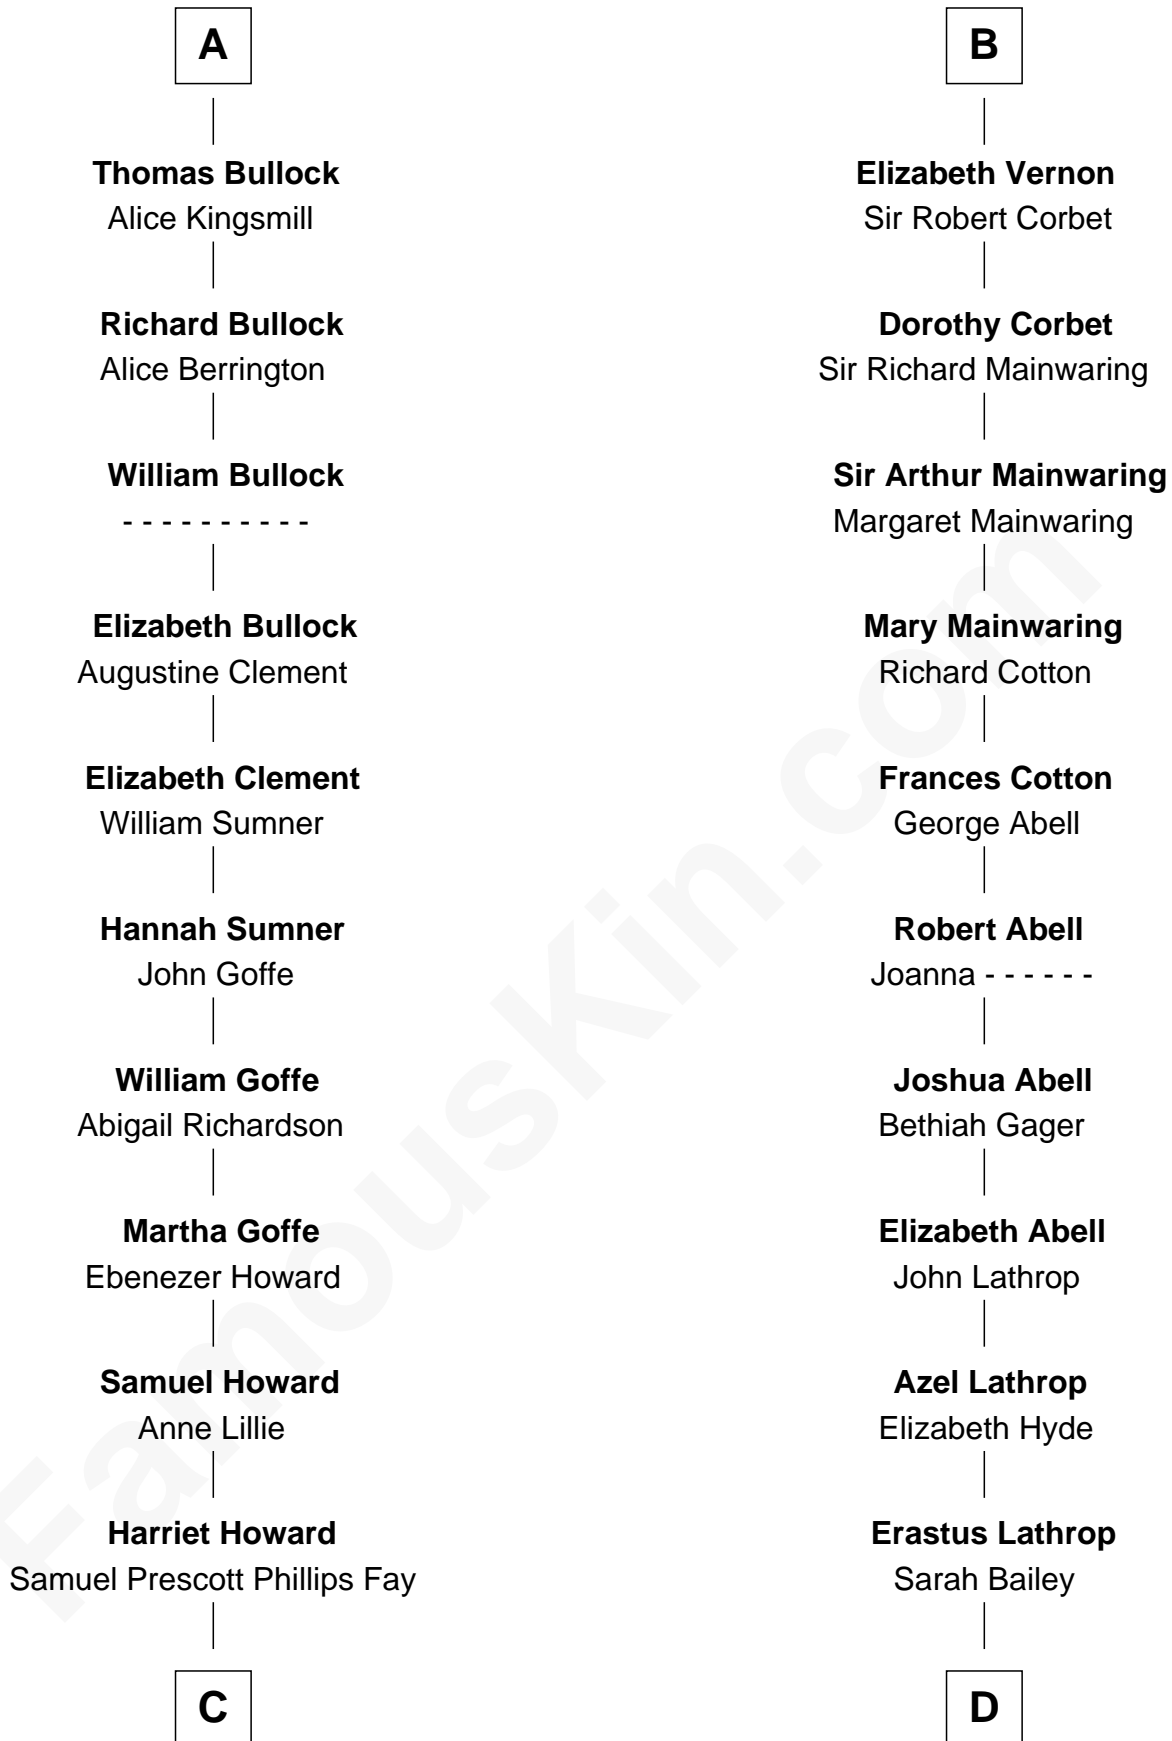 A
Thomas Bullock
Alice Kingsmill
Richard Bullock
Alice Berrington
William Bullock
- - - - - - - - - -
Elizabeth Bullock
Augustine Clement
Elizabeth Clement
William Sumner
Hannah Sumner
John Goffe
William Goffe
Abigail Richardson
Martha Goffe
Ebenezer Howard
Samuel Howard
Anne Lillie
Harriet Howard
Samuel Prescott Phillips Fay
C
B
Elizabeth Vernon
Sir Robert Corbet
Dorothy Corbet
Sir Richard Mainwaring
Sir Arthur Mainwaring
Margaret Mainwaring
Mary Mainwaring
Richard Cotton
Frances Cotton
George Abell
Robert Abell
Joanna - - - - - -
Joshua Abell
Bethiah Gager
Elizabeth Abell
John Lathrop
Azel Lathrop
Elizabeth Hyde
Erastus Lathrop
Sarah Bailey
D
FamousKin.com